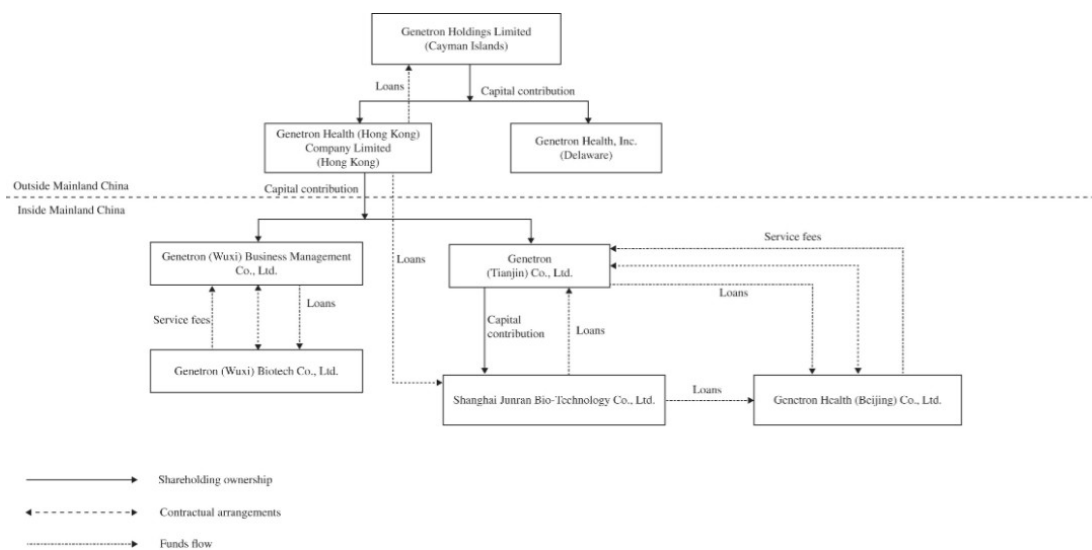 Genetron Holdings Limited
(Cayman Islands)
Loans
Capital contribution
Genetron Health (Hong Kong)
Company Limited
(Hong Kong)
Genetron Health, Inc.
(Delaware)
Outside Mainland China
Capital contribution
Inside Mainland China
Genetron (Wuxi) Business Management
Co., Ltd.
Loans
Genetron
(Tianjin) Co., Ltd.
Service fees
Service fees
Loans
Capital
contribution
Loans
Loans
Genetron (Wuxi) Biotech Co., Ltd.
Shanghai Junran Bio-Technology Co., Ltd.
Loans
Genetron Health (Beijing) Co., Ltd.
Shareholding ownership
Contractual arrangements
Funds flow